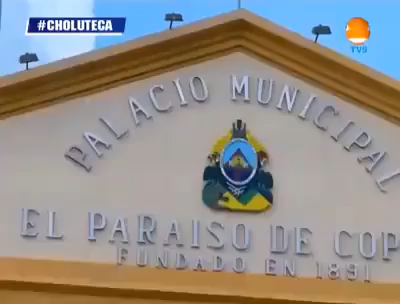 #CHOLUTECA
TVS
PALACIO MUNICIPAL
EL PARAISO DE COP
FUNDADO EN 1891